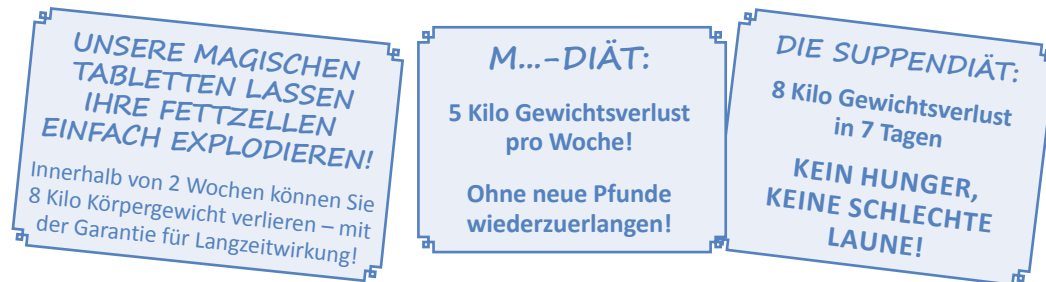 UNSERE MAGISCHEN
TABLETTEN LASSEN
IHRE FETTZELLEN
EINFACH EXPLODIEREN!
Innerhalb von 2 Wochen können Sie
8 Kilo Körpergewicht verlieren – mit
der Garantie für Langzeitwirkung!
M...-DIÄT:
5 Kilo Gewichtsverlust
pro Woche!
Ohne neue Pfunde
wiederzuerlangen!
DIE SUPPENDIÄT:
8 Kilo Gewichtsverlust
in 7 Tagen
KEIN HUNGER,
KEINE SCHLECHTE
LAUNE!